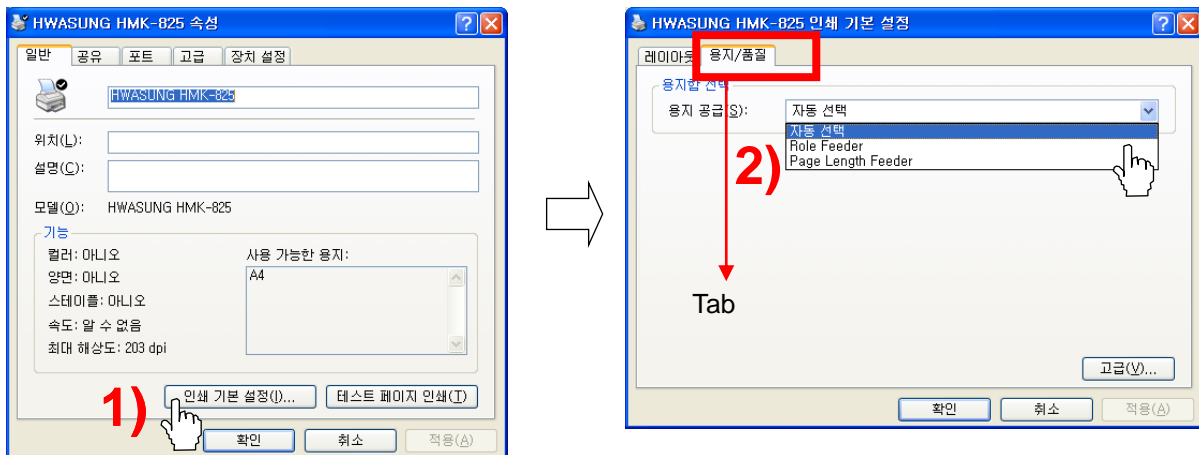 HWASUNG HMK-825 속성
일반 공유 포트 고급 장치 설정
HWASUNG HMK-825
위치(L):
설명(C):
모델(O): HWASUNG HMK-825
기능
컬러: 아니오
양면: 아니오
스테이플: 아니오
속도: 알 수 없음
최대 해상도: 203 dpi
사용 가능한 용지:
A4
1)
인쇄 기본 설정(I)... 테스트 페이지 인쇄(T)
확인 취소 적용(A)
HWASUNG HMK-825 인쇄 기본 설정
레이아웃 용지/품질
용지함 선택
용지 공급(S): 자동 선택
자동 선택
Role Feeder
Page Length Feeder
2)
Tab
고급(V)...
확인 취소 적용(A)